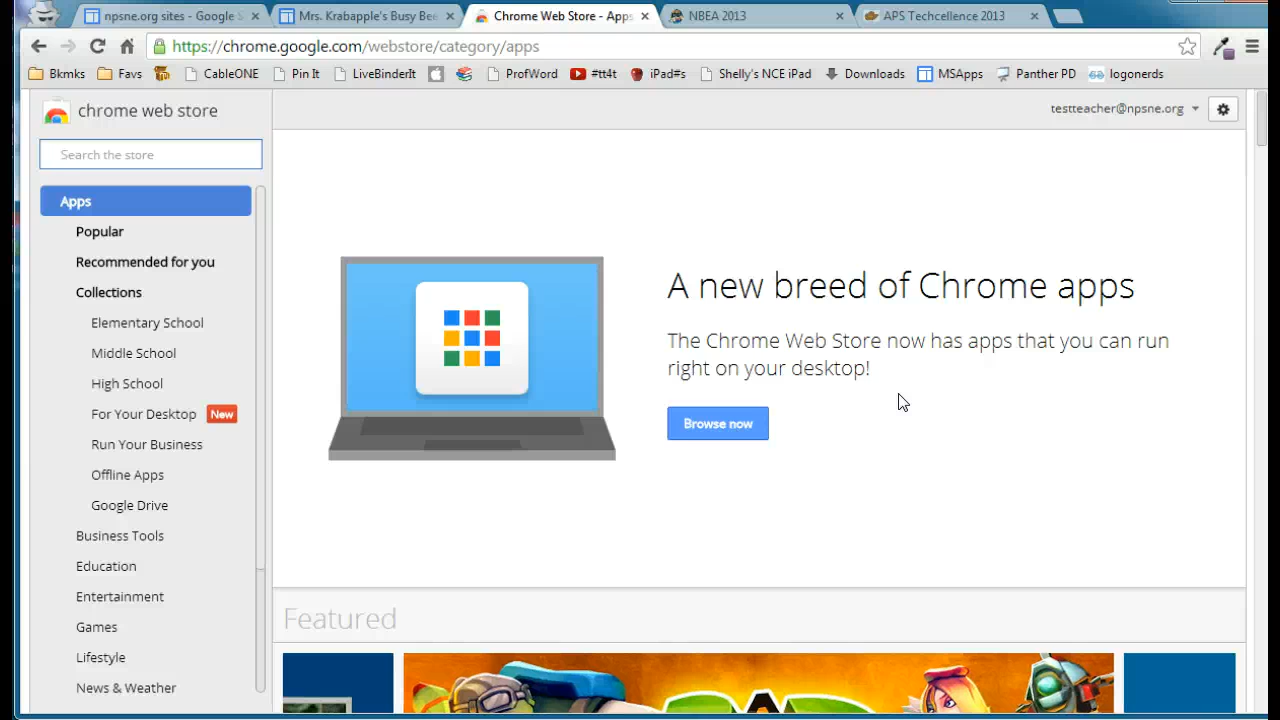 npsne.org sites - Google S
Mrs. Krabapple's Busy Bee
Chrome Web Store - Apps
NBEA 2013
APS Techcellence 2013
https://chrome.google.com/webstore/category/apps
Bkmks
Favs
CableONE
Pin It
LiveBinderIt
ProfWord
#tt4t
iPad#s
Shelly's NCE iPad
Downloads
MSApps
Panther PD
logonerds
chrome web store
testteacher@npsne.org
Search the store
Apps
Popular
Recommended for you
Collections
Elementary School
Middle School
High School
For Your Desktop New
Run Your Business
Offline Apps
Google Drive
Business Tools
Education
Entertainment
Games
Lifestyle
News & Weather
A new breed of Chrome apps
The Chrome Web Store now has apps that you can run
right on your desktop!
Browse now
Featured